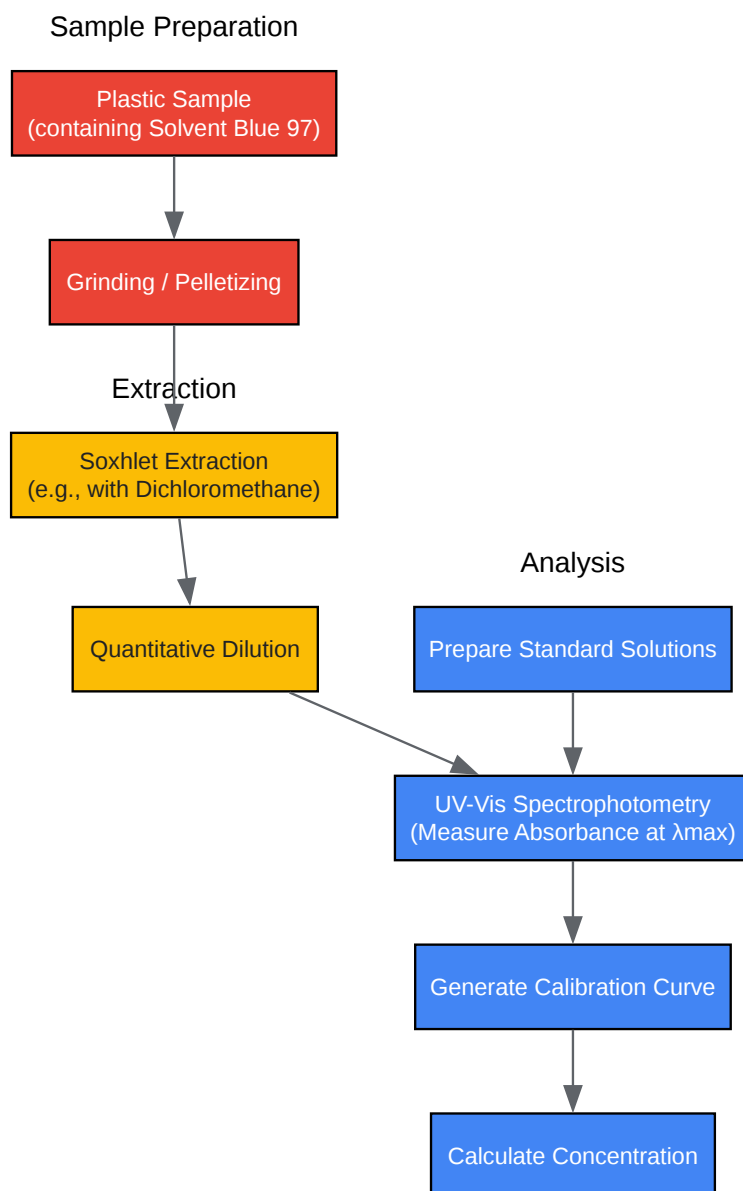 Sample Preparation
Plastic Sample
(containing Solvent Blue 97)
Grinding / Pelletizing
Extraction
Soxhlet Extraction
(e.g., with Dichloromethane)
Quantitative Dilution
Analysis
Prepare Standard Solutions
UV-Vis Spectrophotometry
(Measure Absorbance at λmax)
Generate Calibration Curve
Calculate Concentration